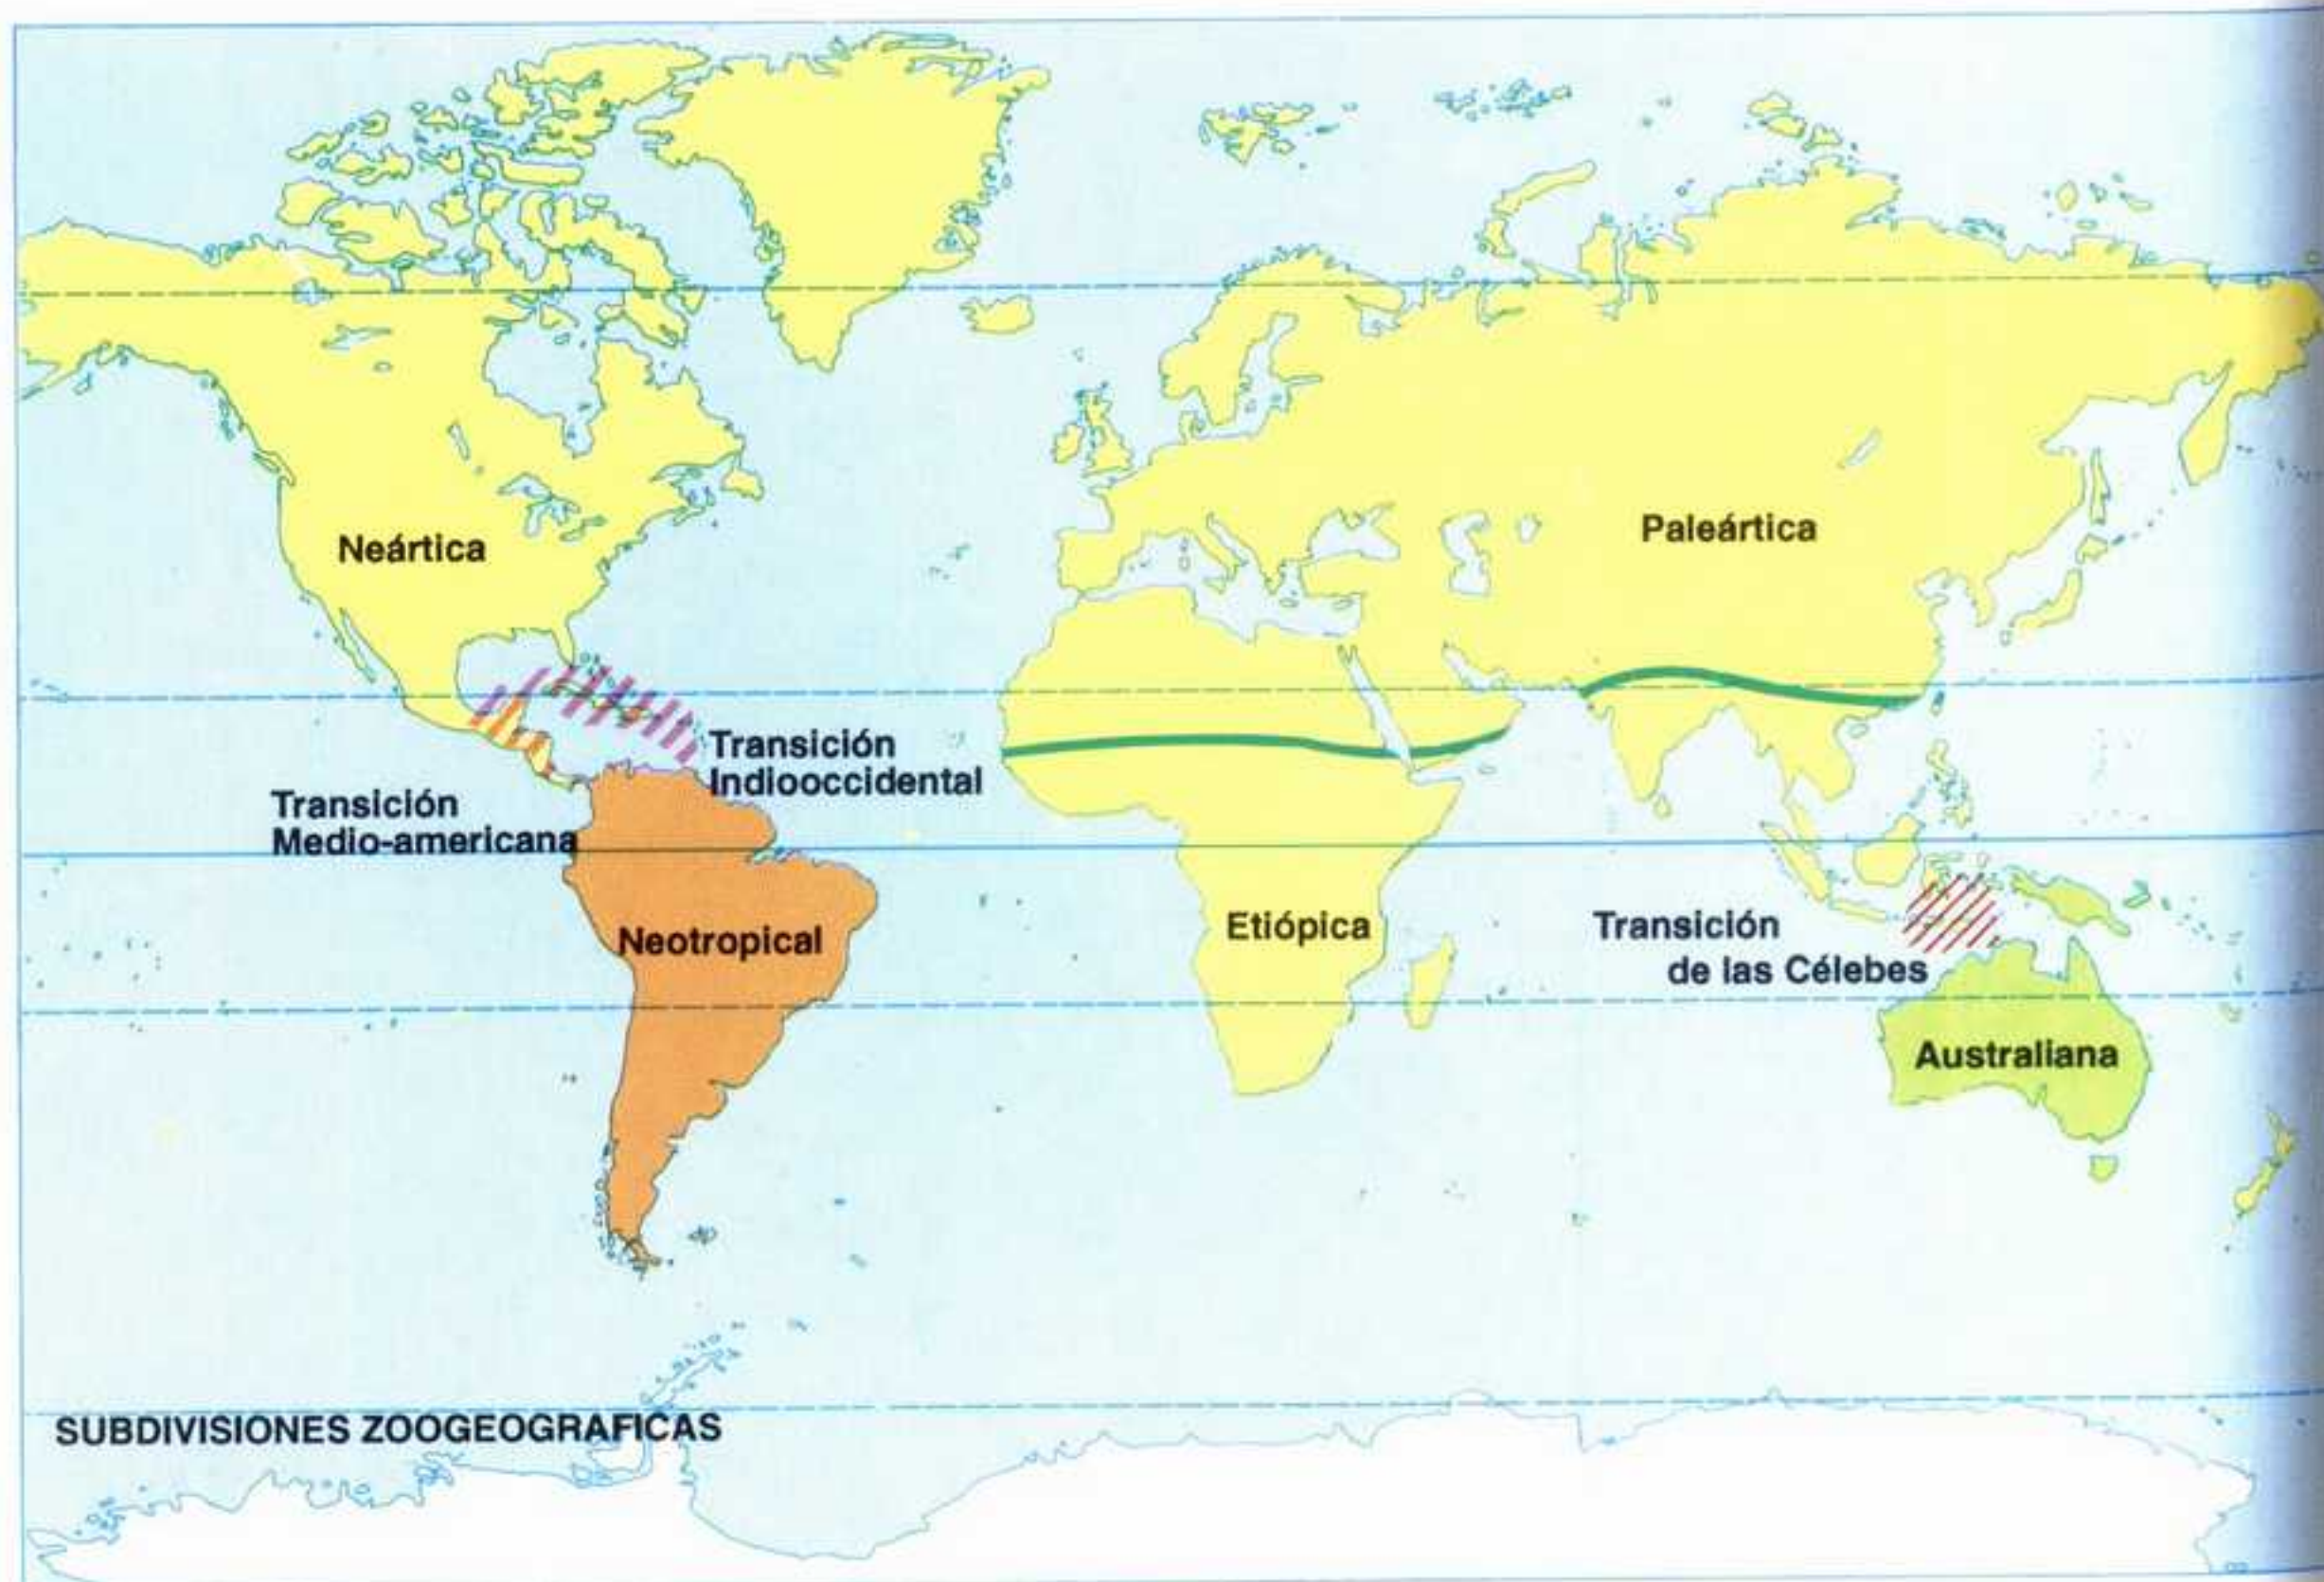 Neártica
Paleártica
Transición
Indiooccidental
Transición
Medio-americana
Neotropical
Etiópica
Transición
de las Célebes
Australiana
SUBDIVISIONES ZOOGEOGRAFICAS